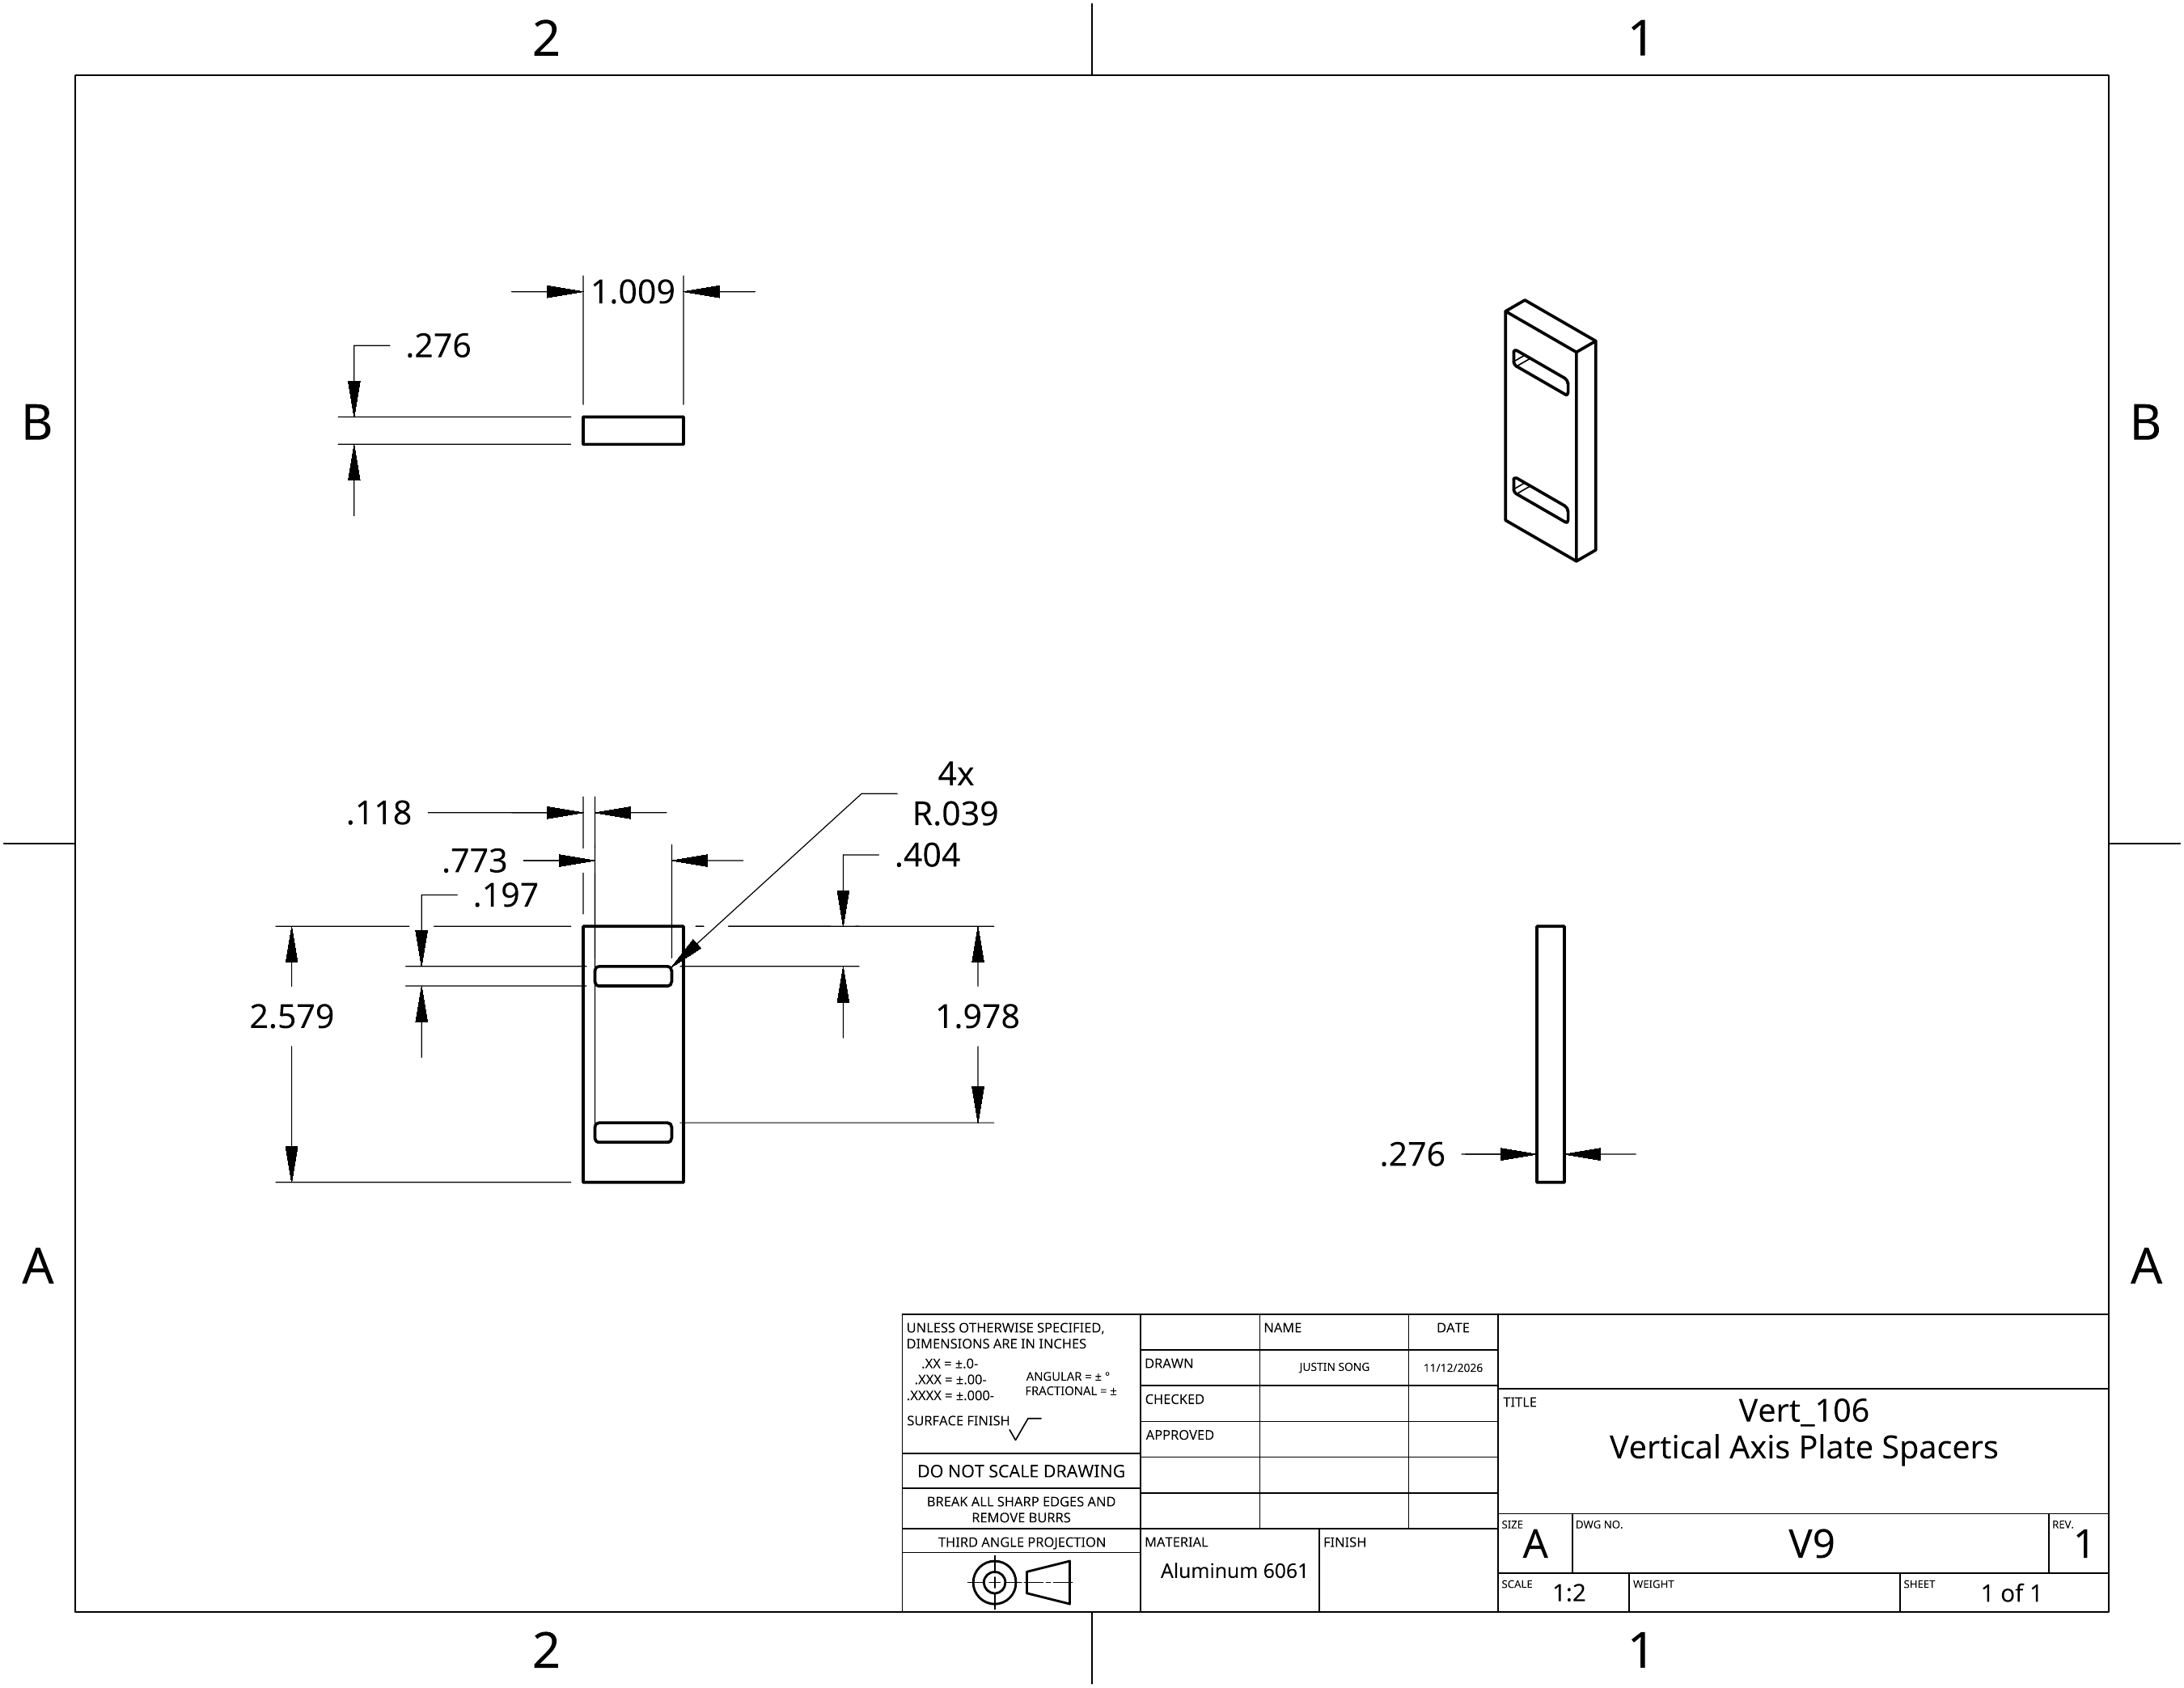 2
1
1.009
.276
B
B
4x
R.039
.118
.404
.773
.197
2.579
1.978
.276
A
A
UNLESS OTHERWISE SPECIFIED,
DIMENSIONS ARE IN INCHES
.XX = ±.0-
.XXX = ±.00-
.XXXX = ±.000-
ANGULAR = ± °
FRACTIONAL = ±
SURFACE FINISH
DO NOT SCALE DRAWING
BREAK ALL SHARP EDGES AND
REMOVE BURRS
THIRD ANGLE PROJECTION
NAME
DATE
DRAWN
JUSTIN SONG
11/12/2026
CHECKED
APPROVED
MATERIAL
Aluminum 6061
FINISH
TITLE
Vert_106
Vertical Axis Plate Spacers
SIZE
A
DWG NO.
V9
REV.
1
SCALE
1:2
WEIGHT
SHEET
1 of 1
2
1